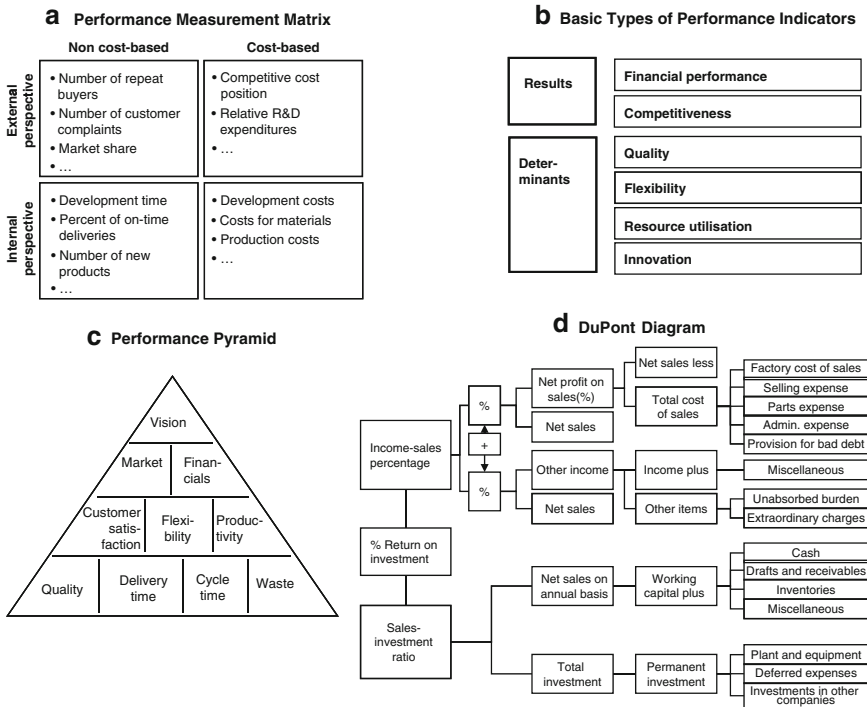 a Performance Measurement Matrix
Non cost-based
Cost-based
External
perspective
• Number of repeat
buyers
• Number of customer
complaints
• Market share
• ...
• Competitive cost
position
• Relative R&D
expenditures
• ...
Internal
perspective
• Development time
• Percent of on-time
deliveries
• Number of new
products
• ...
• Development costs
• Costs for materials
• Production costs
• ...
b Basic Types of Performance Indicators
Results
Financial performance
Competitiveness
Deter-
minants
Quality
Flexibility
Resource utilisation
Innovation
c Performance Pyramid
Vision
Market
Finan-
cials
Customer
satis-
faction
Flexi-
bility
Produc-
tivity
Quality
Delivery
time
Cycle
time
Waste
d DuPont Diagram
Income-sales
percentage
% Return on
investment
Sales-
investment
ratio
%
+
%
Net profit on
sales(%)
Net sales
Other income
Net sales
Net sales less
Total cost
of sales
Income plus
Other items
Factory cost of sales
Selling expense
Parts expense
Admin. expense
Provision for bad debt
Miscellaneous
Unabsorbed burden
Extraordinary charges
Net sales on
annual basis
Working
capital plus
Cash
Drafts and receivables
Inventories
Miscellaneous
Total
investment
Permanent
investment
Plant and equipment
Deferred expenses
Investments in other
companies